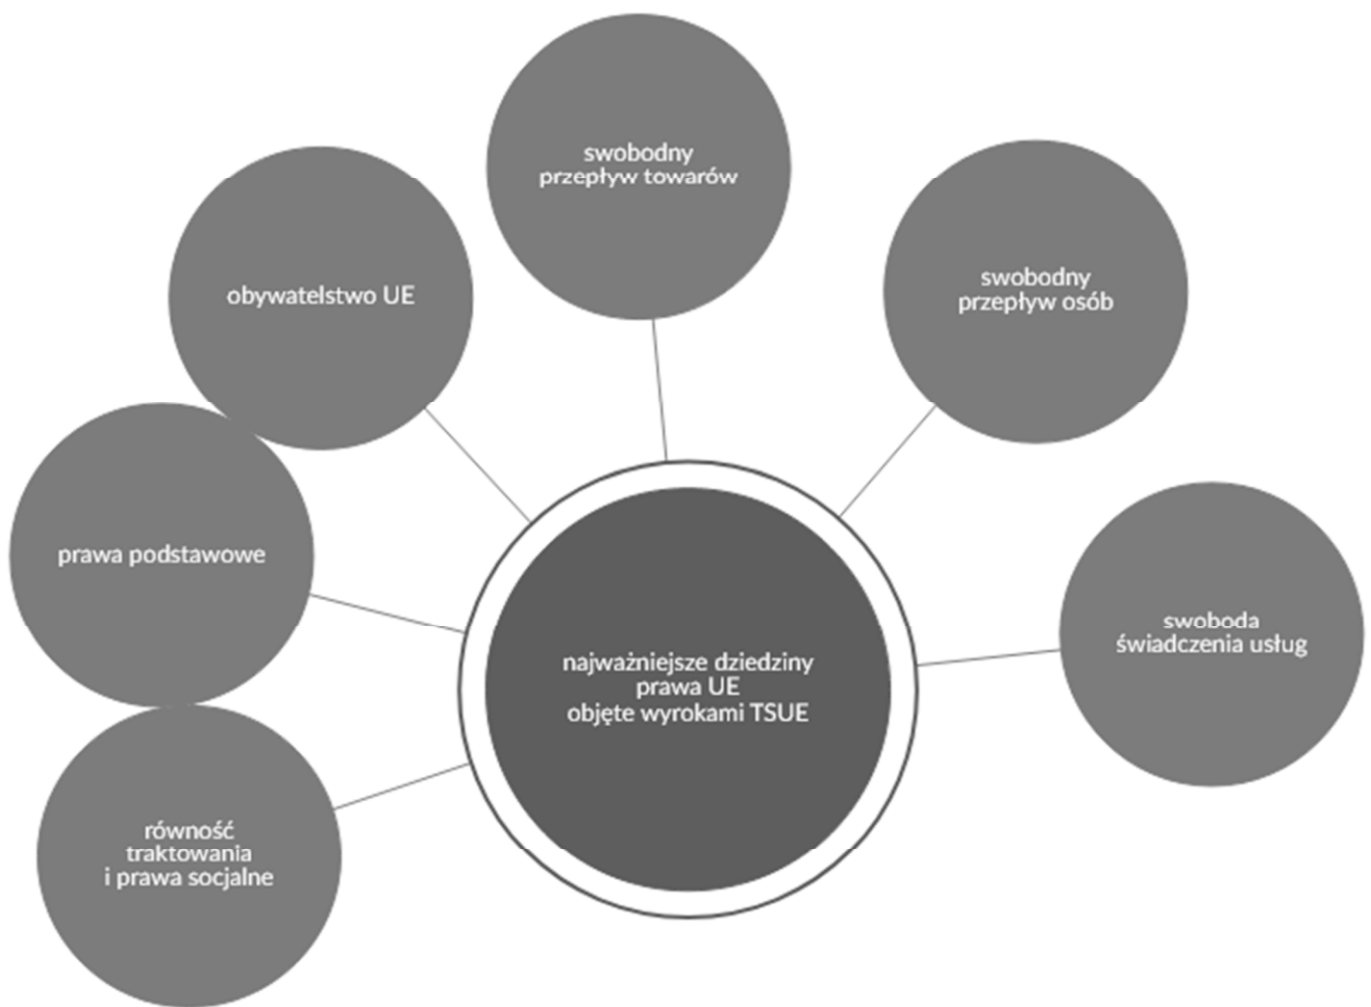 swobodny
przepływ towarów
obywatelstwo UE
swobodny
przepływ osób
prawa podstawowe
swoboda
świadczenia usług
najważniejsze dziedziny
prawa UE
objęte wyrokami TSUE
równość
traktowania
i prawa socjalne